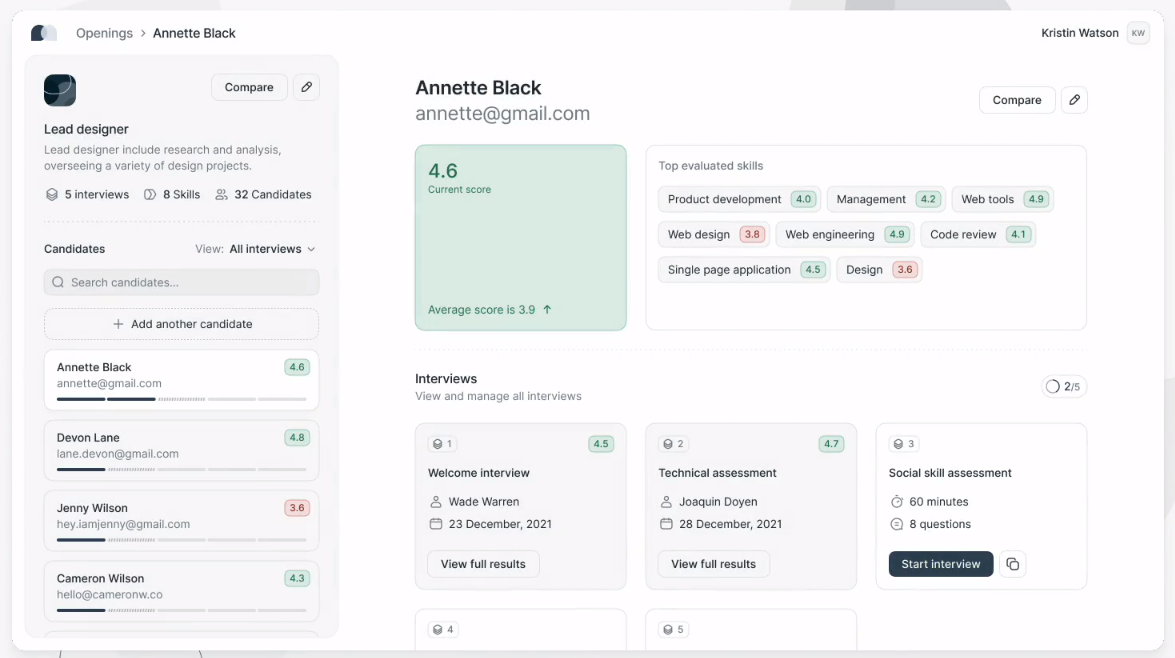 Openings > Annette Black
Kristin Watson KW
Compare
Lead designer
Lead designer include research and analysis,
overseeing a variety of design projects.
5 interviews 8 Skills 32 Candidates
Candidates View: All interviews
Search candidates...
+ Add another candidate
Annette Black 4.6
annette@gmail.com
Devon Lane 4.8
lane.devon@gmail.com
Jenny Wilson 3.6
hey.iamjenny@gmail.com
Cameron Wilson 4.3
hello@cameronw.co
Annette Black
annette@gmail.com
Compare
4.6
Current score
Average score is 3.9 ↑
Top evaluated skills
Product development 4.0 Management 4.2 Web tools 4.9
Web design 3.8 Web engineering 4.9 Code review 4.1
Single page application 4.5 Design 3.6
Interviews
View and manage all interviews
2/5
1 4.5
Welcome interview
Wade Warren
23 December, 2021
View full results
2 4.7
Technical assessment
Joaquin Doyen
28 December, 2021
View full results
3
Social skill assessment
60 minutes
8 questions
Start interview
4
5